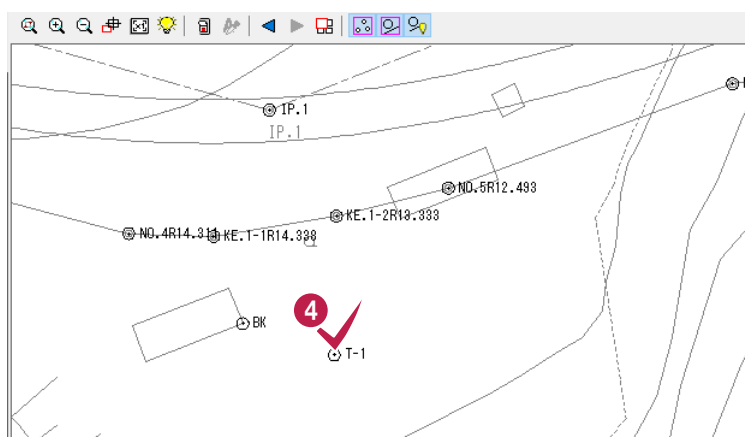 IP.1
IP.1
NO.5R12.493
KE.1-2R13.333
NO.4R14.311
KE.1-1R14.338
4
BK
T-1